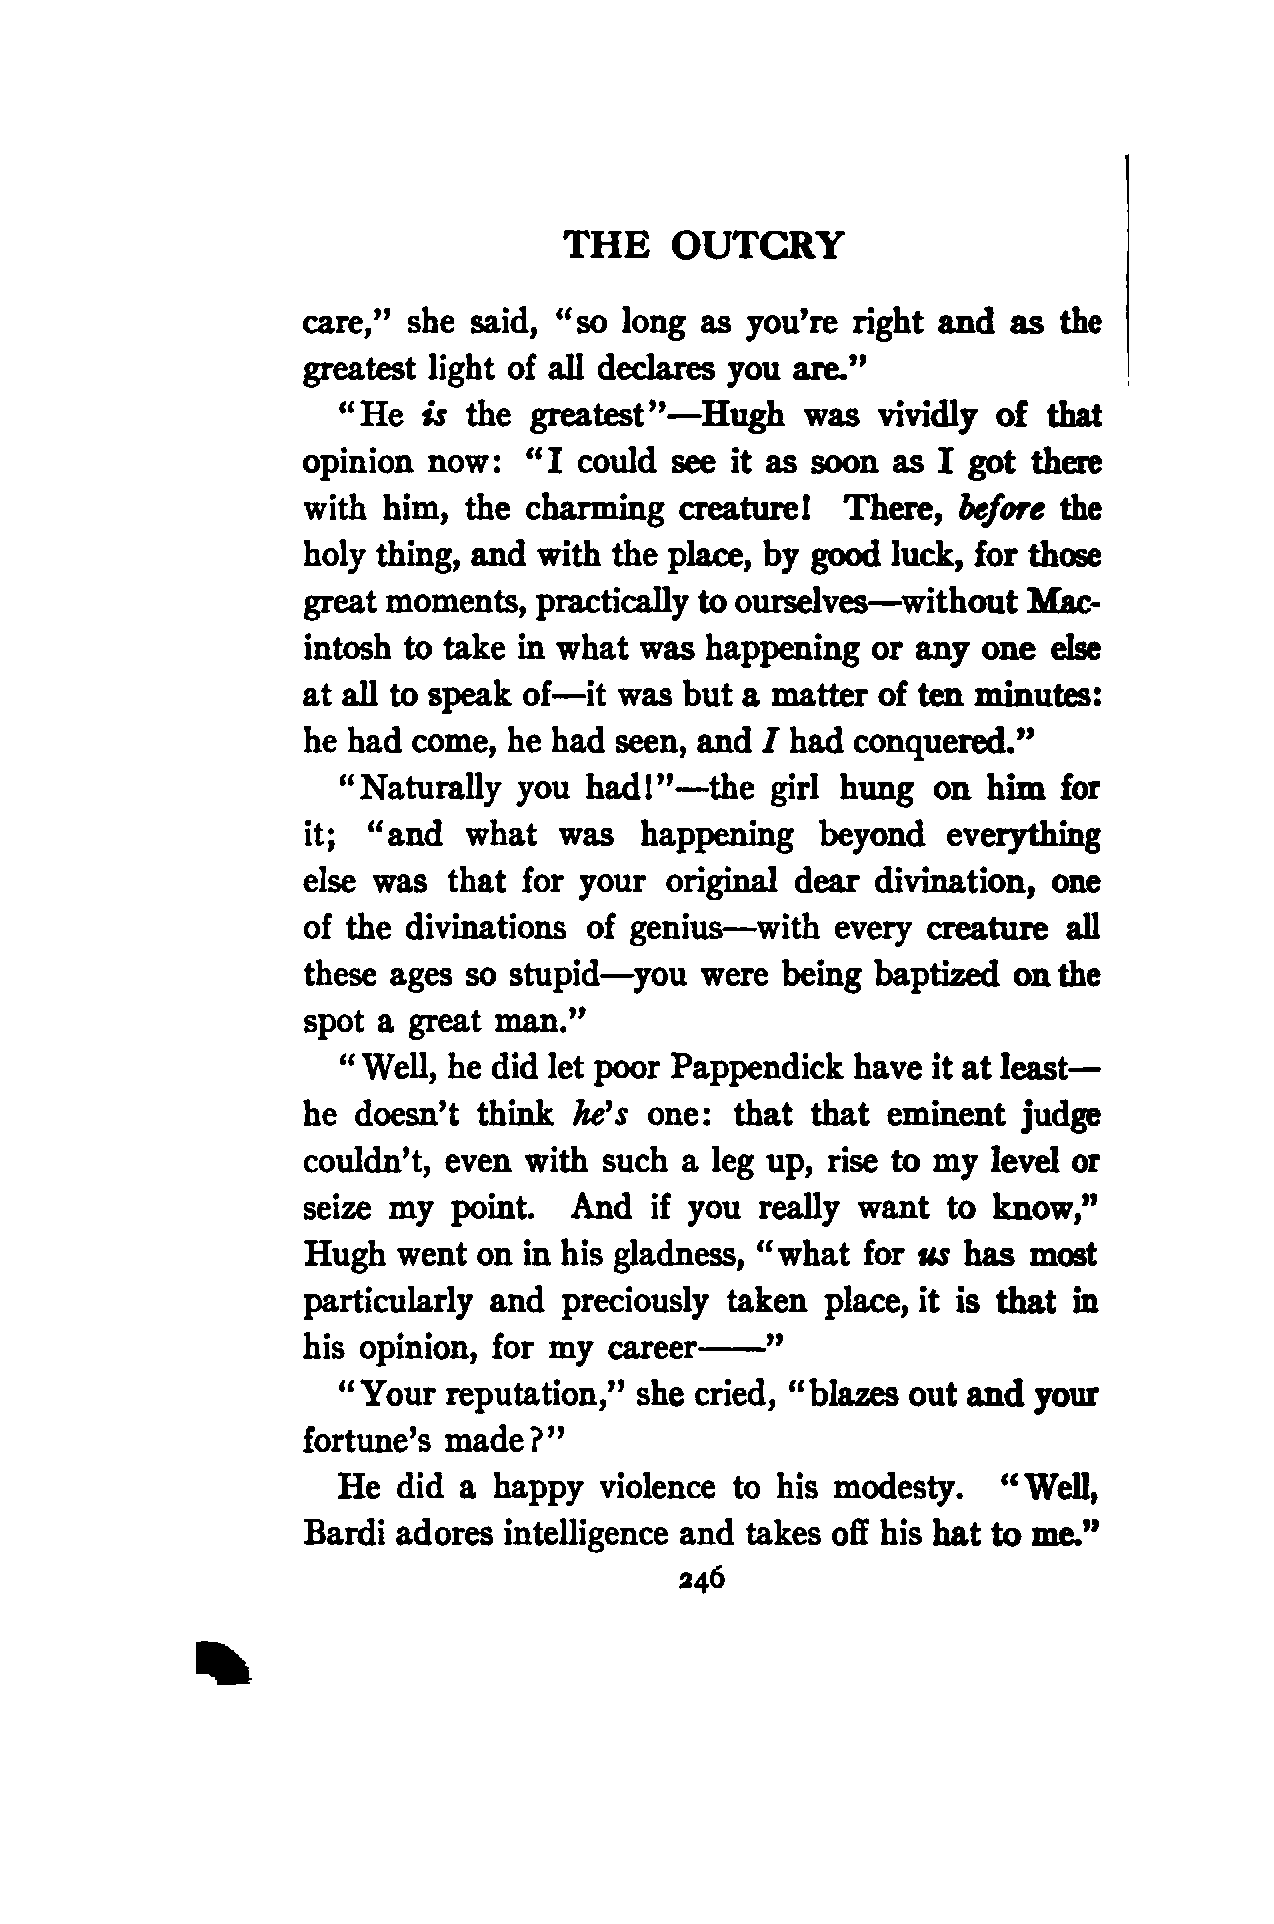 THE OUTCRY
care," she said, "so long as you're right and as the
greatest light of all declares you are."
"He is the greatest"—Hugh was vividly of that
opinion now: "I could see it as soon as I got there
with him, the charming creature! There, before the
holy thing, and with the place, by good luck, for those
great moments, practically to ourselves—without Mac-
intosh to take in what was happening or any one else
at all to speak of—it was but a matter of ten minutes:
he had come, he had seen, and I had conquered."
"Naturally you had!"—the girl hung on him for
it; "and what was happening beyond everything
else was that for your original dear divination, one
of the divinations of genius—with every creature all
these ages so stupid—you were being baptized on the
spot a great man."
"Well, he did let poor Pappendick have it at least—
he doesn't think he's one: that that eminent judge
couldn't, even with such a leg up, rise to my level or
seize my point. And if you really want to know,"
Hugh went on in his gladness, "what for us has most
particularly and preciously taken place, it is that in
his opinion, for my career——"
"Your reputation," she cried, "blazes out and your
fortune's made?"
He did a happy violence to his modesty. "Well,
Bardi adores intelligence and takes off his hat to me."
246